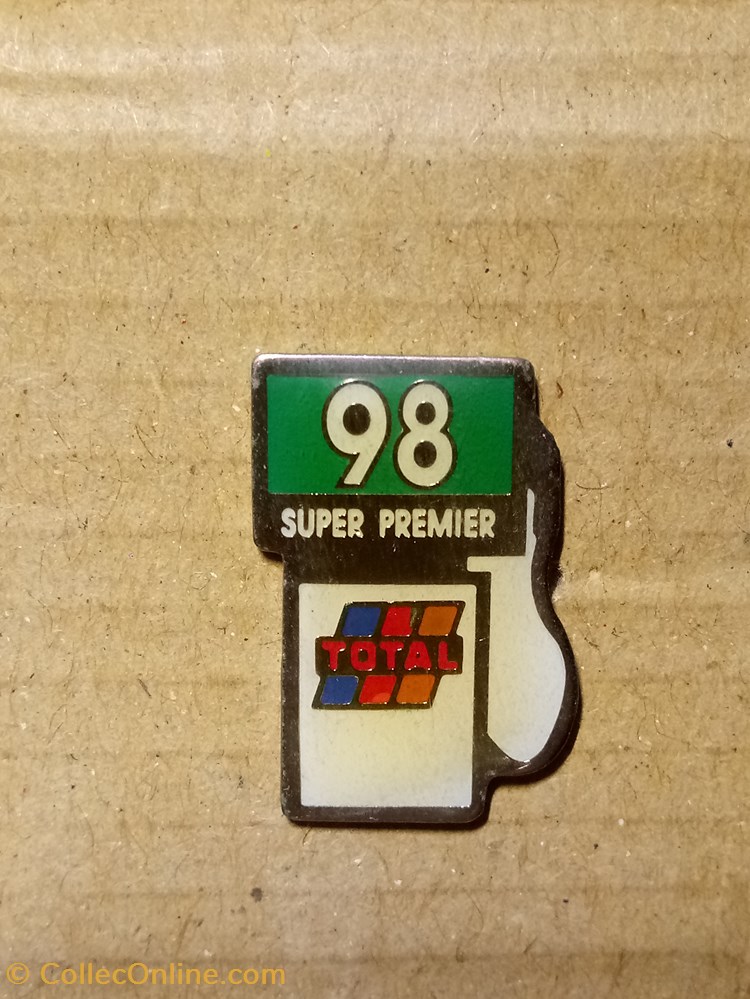 98
SUPER PREMIER
TOTAL
© CollecOnline.com